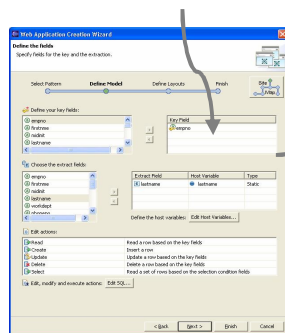 Web Application Creation Wizard
Define the fields
Specify fields for the key and the extraction.
Select Pattern Define Model Define Layouts Finish
Site Map
Define your key fields:
empno
firstnme
midinit
lastname
Key Field
empno
Choose the extract fields:
empno
firstnme
midinit
lastname
workdept
phoneno
Extract Field Host Variable Type
lastname lastname Static
Define the host variables: Edit Host Variables...
Edit actions:
Read Read a row based on the key fields
Create Insert a row
Update Update a row based on the key fields
Delete Delete a row based on the key fields
Select Read a set of rows based on the selection condition fields
Edit, modify and execute actions: Edit SQL...
< Back Next > Finish Cancel